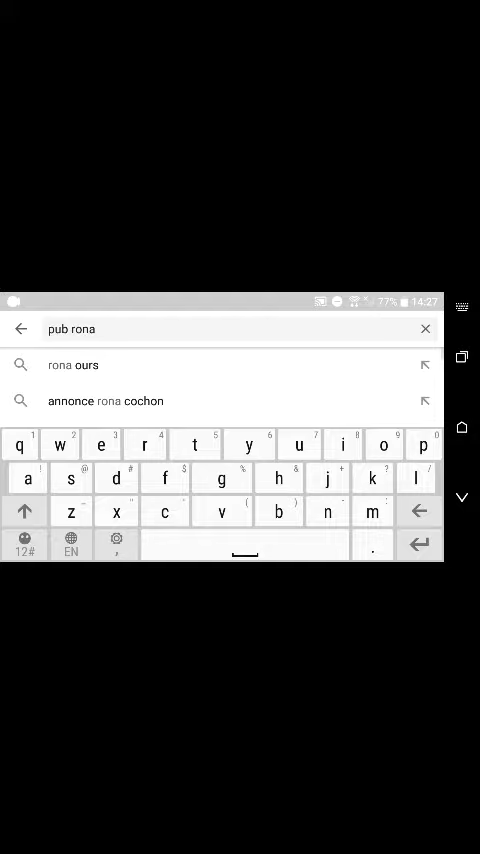 77% 14:27
pub rona
rona ours
annonce rona cochon
q 1 w 2 e 3 r 4 t 5 y 6 u 7 i 8 o 9 p 0
a ! s @ d # f $ g % h & j + k ? l /
z x c v ( b ) n - m :
12# EN , .